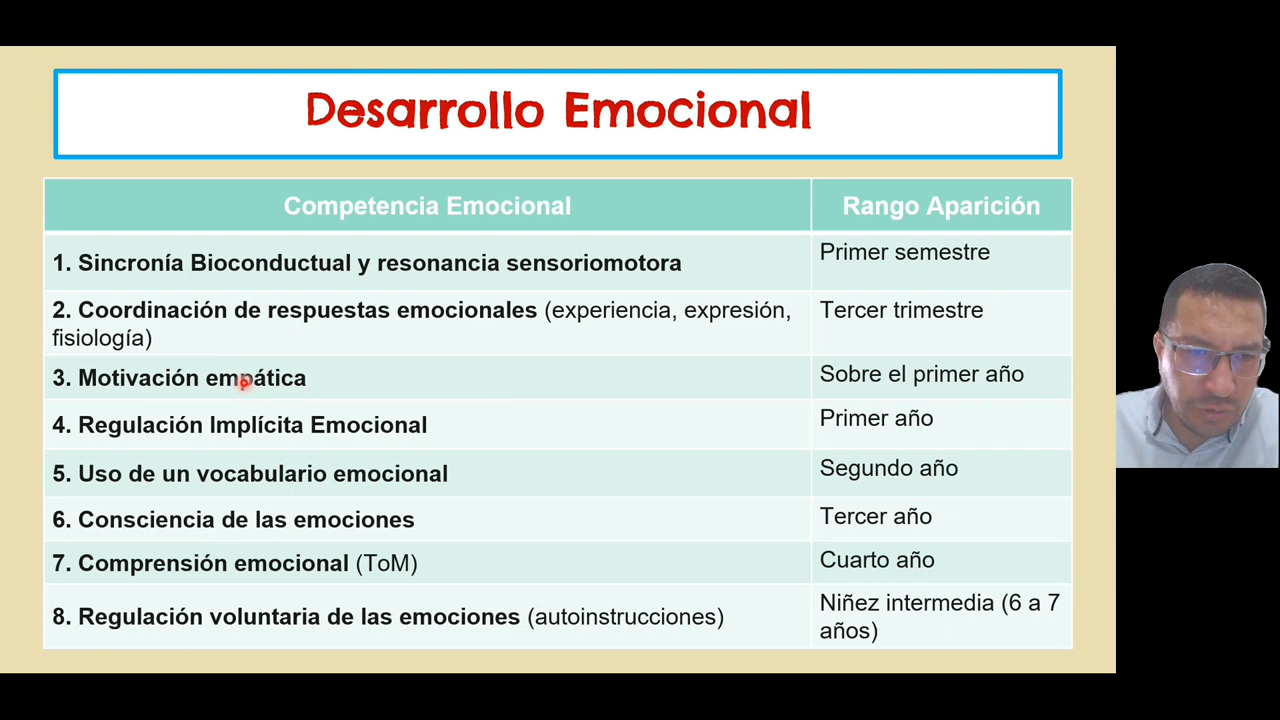 Desarrollo Emocional
Competencia Emocional
Rango Aparición
1. Sincronía Bioconductual y resonancia sensoriomotora
Primer semestre
2. Coordinación de respuestas emocionales (experiencia, expresión,
fisiología)
Tercer trimestre
3. Motivación empática
Sobre el primer año
4. Regulación Implícita Emocional
Primer año
5. Uso de un vocabulario emocional
Segundo año
6. Consciencia de las emociones
Tercer año
7. Comprensión emocional (ToM)
Cuarto año
8. Regulación voluntaria de las emociones (autoinstrucciones)
Niñez intermedia (6 a 7
años)